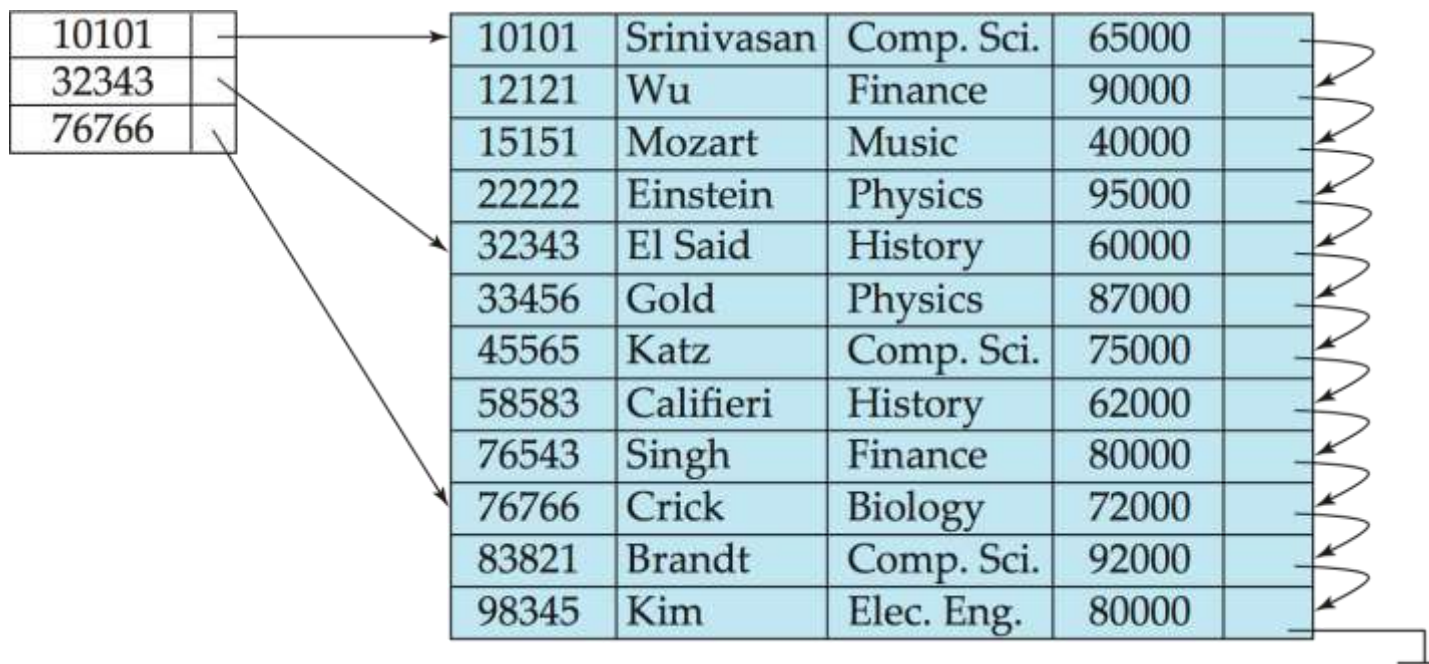 10101
32343
76766
10101 Srinivasan Comp. Sci. 65000
12121 Wu Finance 90000
15151 Mozart Music 40000
22222 Einstein Physics 95000
32343 El Said History 60000
33456 Gold Physics 87000
45565 Katz Comp. Sci. 75000
58583 Califieri History 62000
76543 Singh Finance 80000
76766 Crick Biology 72000
83821 Brandt Comp. Sci. 92000
98345 Kim Elec. Eng. 80000